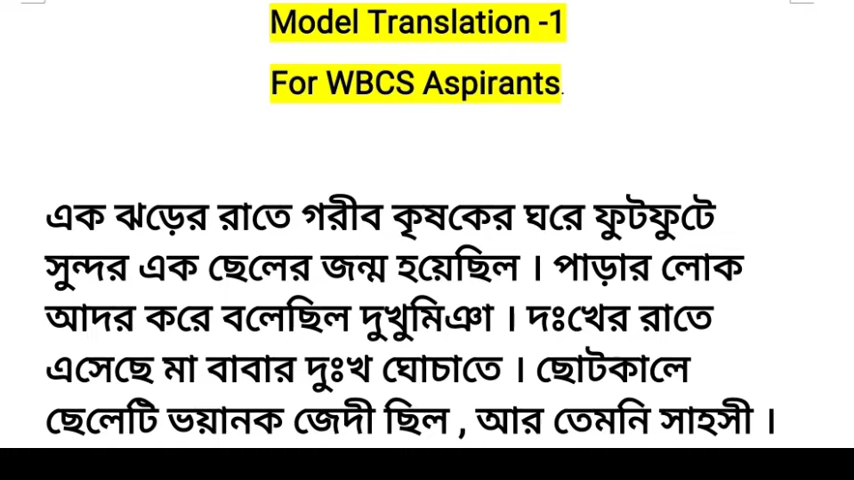 Model Translation -1
For WBCS Aspirants.
এক ঝড়ের রাতে গরীব কৃষকের ঘরে ফুটফুটে
সুন্দর এক ছেলের জন্ম হয়েছিল । পাড়ার লোক
আদর করে বলেছিল দুখুমিঞা । দঃখের রাতে
এসেছে মা বাবার দুঃখ ঘোচাতে । ছোটকালে
ছেলেটি ভয়ানক জেদী ছিল , আর তেমনি সাহসী ।